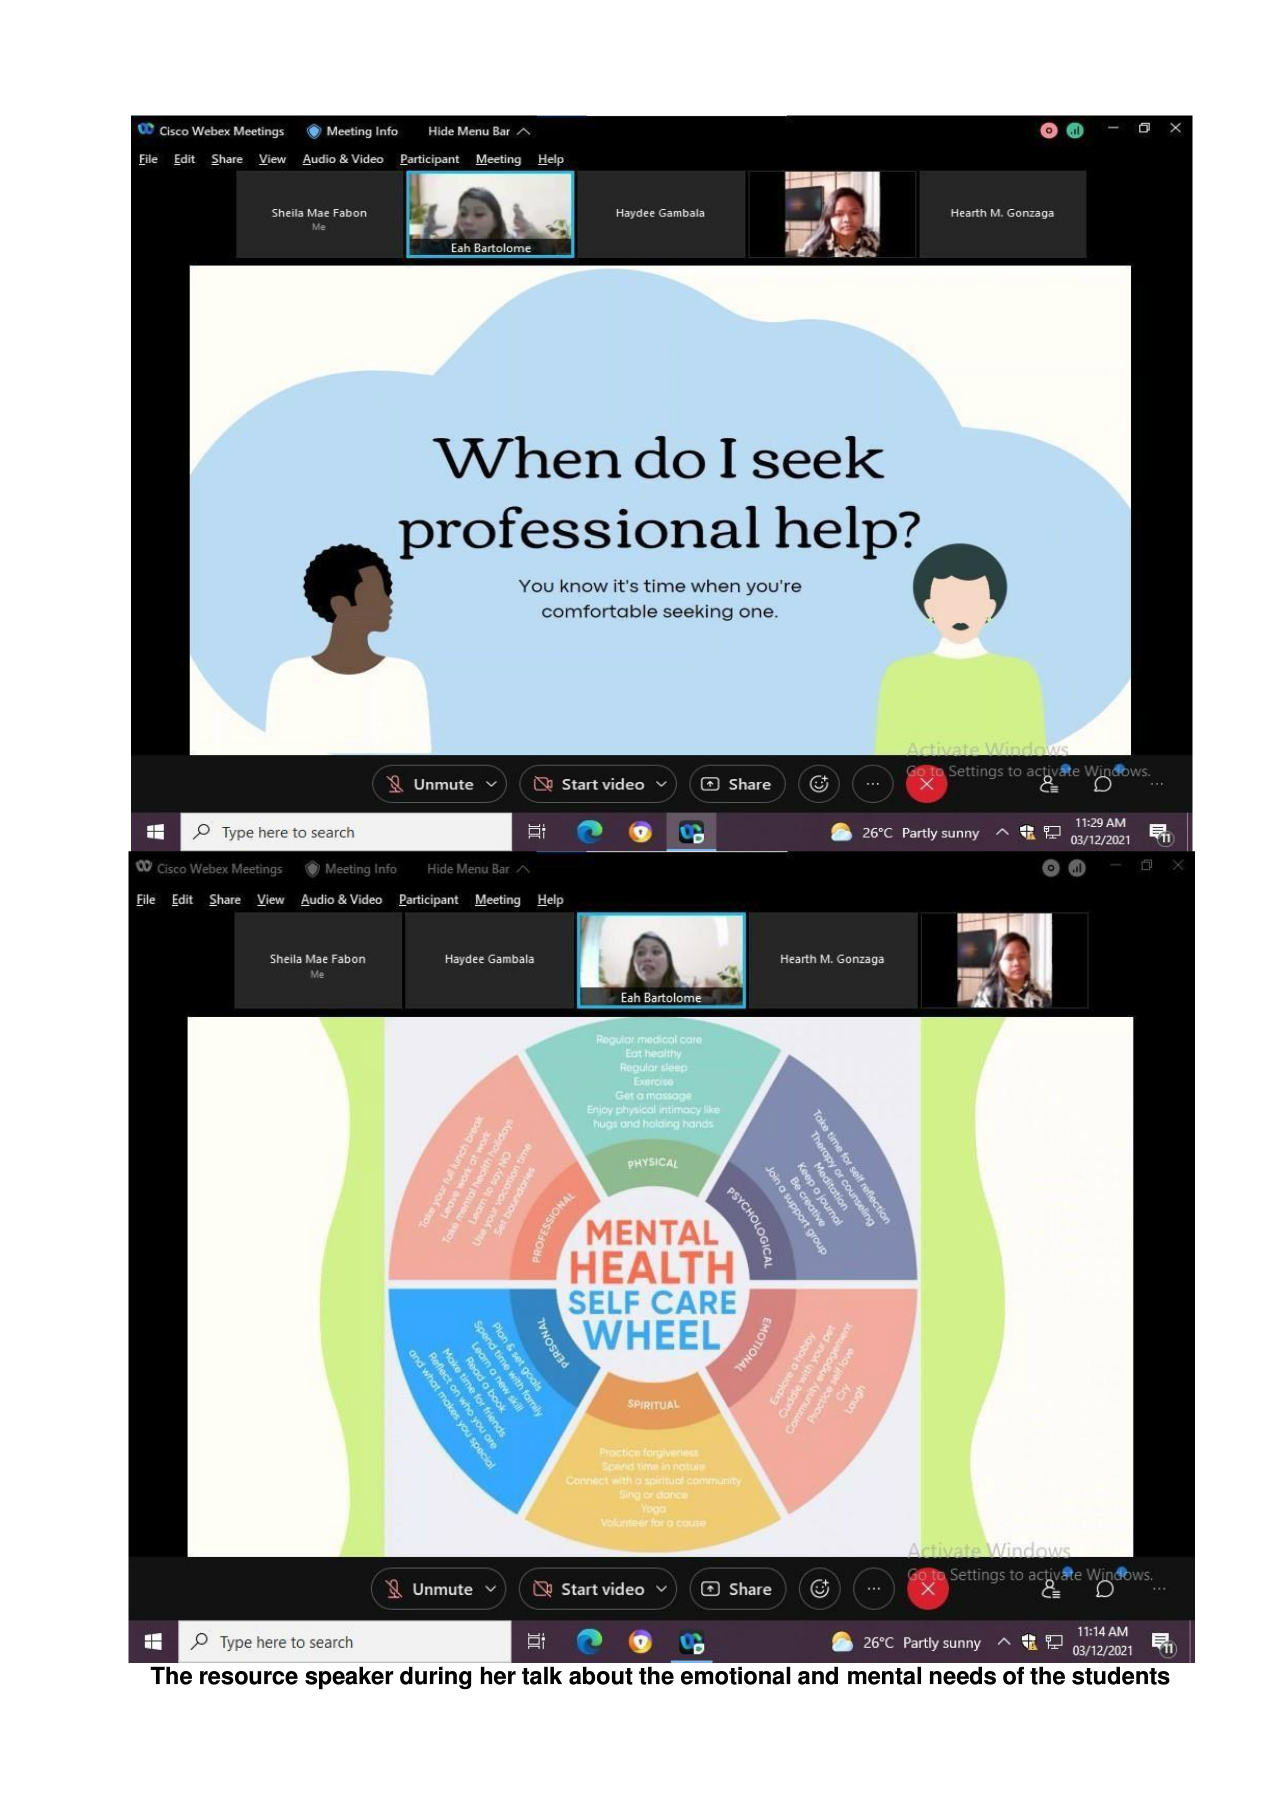 Cisco Webex Meetings Meeting Info Hide Menu Bar
File Edit Share View Audio & Video Participant Meeting Help
Sheila Mae Fabon
Me
Eah Bartolome
Haydee Gambala
Hearth M. Gonzaga
When do I seek
professional help?
You know it's time when you're
comfortable seeking one.
Activate Windows
Go to Settings to activate Windows.
Unmute
Start video
Share
Type here to search
26°C Partly sunny
11:29 AM
03/12/2021
11
Cisco Webex Meetings Meeting Info Hide Menu Bar
File Edit Share View Audio & Video Participant Meeting Help
Sheila Mae Fabon
Me
Haydee Gambala
Eah Bartolome
Hearth M. Gonzaga
Regular medical care
Eat healthy
Regular sleep
Exercise
Get a massage
Enjoy physical intimacy like
hugs and holding hands
PHYSICAL
Take time for self reflection
Therapy or counseling
Meditation
Keep a journal
Be creative
Join a support group
PSYCHOLOGICAL
Explore a hobby
Cuddle with your pet
Community engagement
Practice self love
Cry
Laugh
EMOTIONAL
SPIRITUAL
Practice forgiveness
Spend time in nature
Connect with a spiritual community
Sing or dance
Yoga
Volunteer for a cause
PERSONAL
Plan & set goals
Spend time with family
Learn a new skill
Read a book
Make time for friends
Reflect on who you are
and what makes you special
Take your full lunch break
Leave work at work
Take mental health holidays
Learn to say NO
Use your vacation time
Set boundaries
PROFESSIONAL
MENTAL
HEALTH
SELF CARE
WHEEL
Activate Windows
Go to Settings to activate Windows.
Unmute
Start video
Share
Type here to search
26°C Partly sunny
11:14 AM
03/12/2021
11
The resource speaker during her talk about the emotional and mental needs of the students